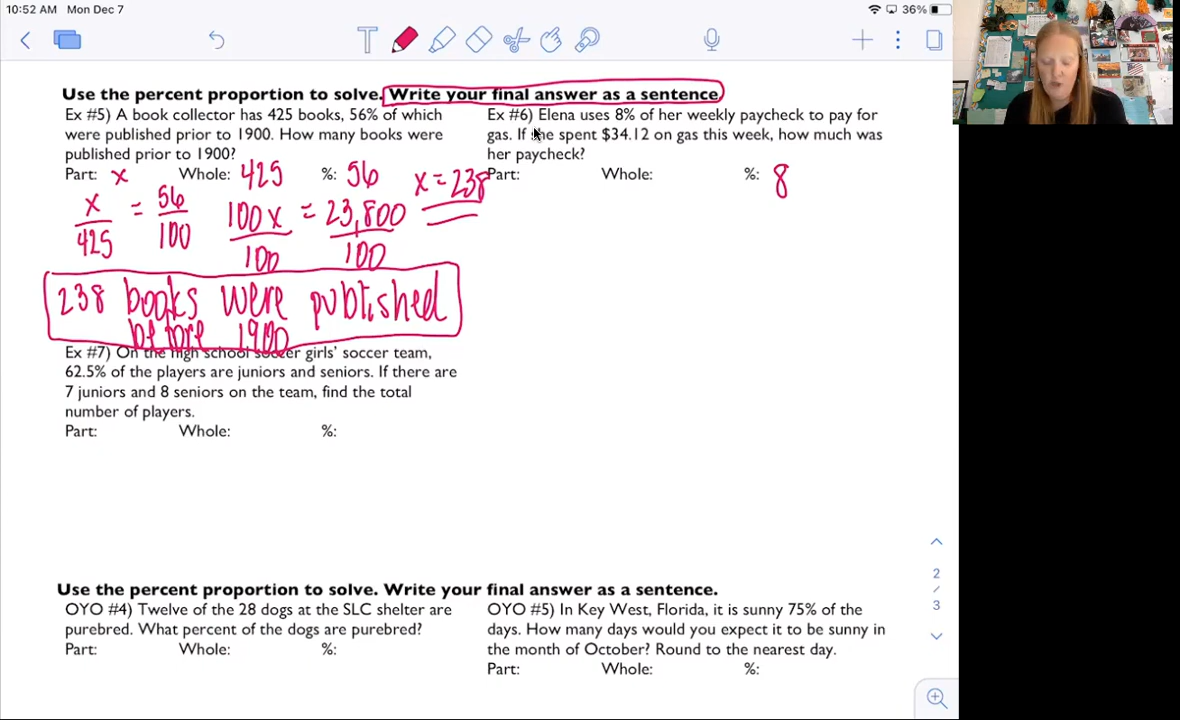 10:52 AM Mon Dec 7
36%
Use the percent proportion to solve. Write your final answer as a sentence.
Ex #5) A book collector has 425 books, 56% of which
were published prior to 1900. How many books were
published prior to 1900?
Part: x Whole: 425 %: 56
x = 238
x/425 = 56/100 100x/100 = 23,800/100
238 books were published
before 1900
Ex #6) Elena uses 8% of her weekly paycheck to pay for
gas. If she spent $34.12 on gas this week, how much was
her paycheck?
Part: Whole: %: 8
Ex #7) On the high school soccer girls' soccer team,
62.5% of the players are juniors and seniors. If there are
7 juniors and 8 seniors on the team, find the total
number of players.
Part: Whole: %:
Use the percent proportion to solve. Write your final answer as a sentence.
OYO #4) Twelve of the 28 dogs at the SLC shelter are
purebred. What percent of the dogs are purebred?
Part: Whole: %:
OYO #5) In Key West, Florida, it is sunny 75% of the
days. How many days would you expect it to be sunny in
the month of October? Round to the nearest day.
Part: Whole: %:
2
/
3